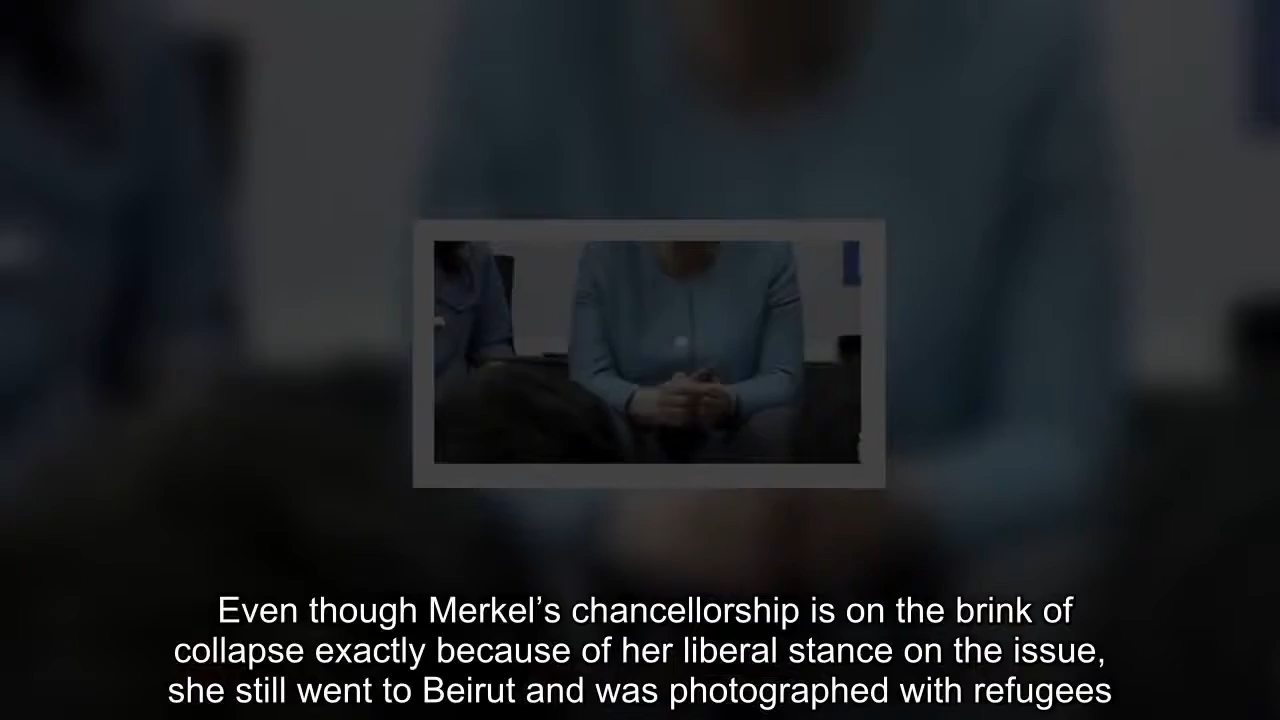 Even though Merkel’s chancellorship is on the brink of
collapse exactly because of her liberal stance on the issue,
she still went to Beirut and was photographed with refugees